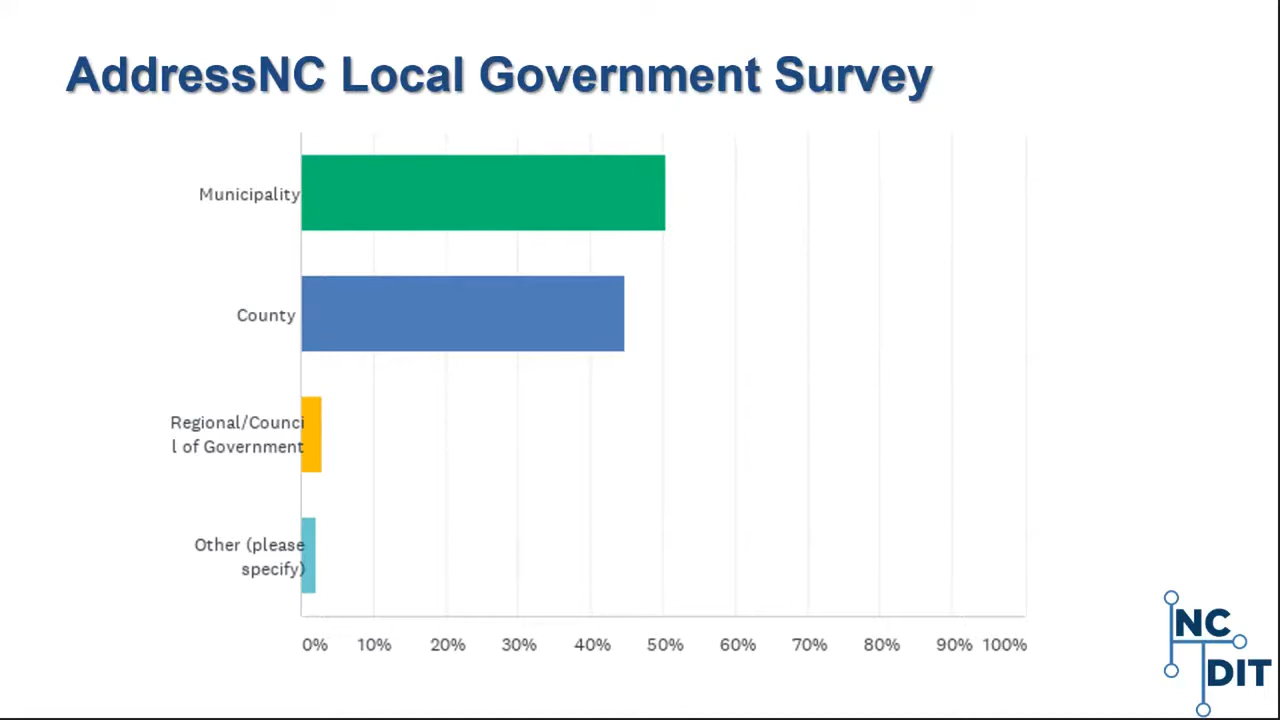 AddressNC Local Government Survey
Municipality
County
Regional/Counci
l of Government
Other (please
specify)
0% 10% 20% 30% 40% 50% 60% 70% 80% 90% 100%
NC
DIT